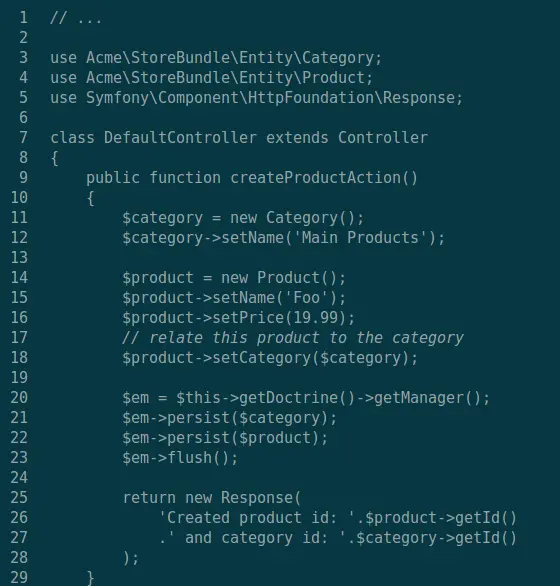 1 // ...
2
3 use Acme\StoreBundle\Entity\Category;
4 use Acme\StoreBundle\Entity\Product;
5 use Symfony\Component\HttpFoundation\Response;
6
7 class DefaultController extends Controller
8 {
9     public function createProductAction()
10     {
11         $category = new Category();
12         $category->setName('Main Products');
13
14         $product = new Product();
15         $product->setName('Foo');
16         $product->setPrice(19.99);
17         // relate this product to the category
18         $product->setCategory($category);
19
20         $em = $this->getDoctrine()->getManager();
21         $em->persist($category);
22         $em->persist($product);
23         $em->flush();
24
25         return new Response(
26             'Created product id: '.$product->getId()
27             .' and category id: '.$category->getId()
28         );
29     }